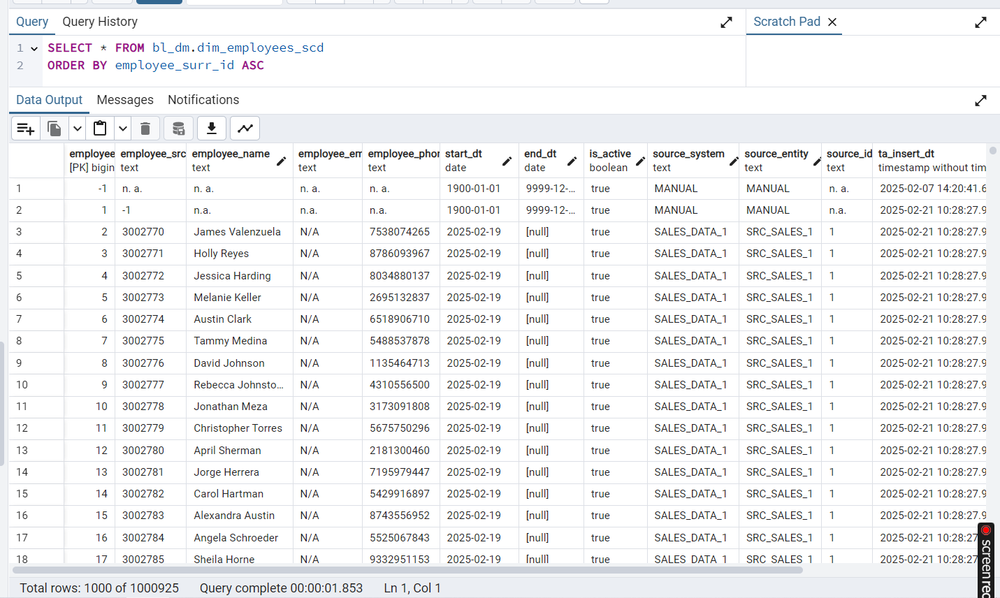 Query Query History Scratch Pad
1 SELECT * FROM bl_dm.dim_employees_scd
2 ORDER BY employee_surr_id ASC
Data Output Messages Notifications
employee employee_src employee_name employee_em employee_phor start_dt end_dt is_active source_system source_entity source_id ta_insert_dt
[PK] bigin text text text text date date boolean text text text timestamp without tim
1 -1 n. a. n. a. n. a. n. a. 1900-01-01 9999-12-... true MANUAL MANUAL n. a. 2025-02-07 14:20:41.6
2 1 -1 n.a. n.a. n.a. 1900-01-01 9999-12-... true MANUAL MANUAL n.a. 2025-02-21 10:28:27.9
3 2 3002770 James Valenzuela N/A 7538074265 2025-02-19 [null] true SALES_DATA_1 SRC_SALES_1 1 2025-02-21 10:28:27.9
4 3 3002771 Holly Reyes N/A 8786093967 2025-02-19 [null] true SALES_DATA_1 SRC_SALES_1 1 2025-02-21 10:28:27.9
5 4 3002772 Jessica Harding N/A 8034880137 2025-02-19 [null] true SALES_DATA_1 SRC_SALES_1 1 2025-02-21 10:28:27.9
6 5 3002773 Melanie Keller N/A 2695132837 2025-02-19 [null] true SALES_DATA_1 SRC_SALES_1 1 2025-02-21 10:28:27.9
7 6 3002774 Austin Clark N/A 6518906710 2025-02-19 [null] true SALES_DATA_1 SRC_SALES_1 1 2025-02-21 10:28:27.9
8 7 3002775 Tammy Medina N/A 5488537878 2025-02-19 [null] true SALES_DATA_1 SRC_SALES_1 1 2025-02-21 10:28:27.9
9 8 3002776 David Johnson N/A 1135464713 2025-02-19 [null] true SALES_DATA_1 SRC_SALES_1 1 2025-02-21 10:28:27.9
10 9 3002777 Rebecca Johnsto... N/A 4310556500 2025-02-19 [null] true SALES_DATA_1 SRC_SALES_1 1 2025-02-21 10:28:27.9
11 10 3002778 Jonathan Meza N/A 3173091808 2025-02-19 [null] true SALES_DATA_1 SRC_SALES_1 1 2025-02-21 10:28:27.9
12 11 3002779 Christopher Torres N/A 5675750296 2025-02-19 [null] true SALES_DATA_1 SRC_SALES_1 1 2025-02-21 10:28:27.9
13 12 3002780 April Sherman N/A 2181300460 2025-02-19 [null] true SALES_DATA_1 SRC_SALES_1 1 2025-02-21 10:28:27.9
14 13 3002781 Jorge Herrera N/A 7195979447 2025-02-19 [null] true SALES_DATA_1 SRC_SALES_1 1 2025-02-21 10:28:27.9
15 14 3002782 Carol Hartman N/A 5429916897 2025-02-19 [null] true SALES_DATA_1 SRC_SALES_1 1 2025-02-21 10:28:27.9
16 15 3002783 Alexandra Austin N/A 8743556952 2025-02-19 [null] true SALES_DATA_1 SRC_SALES_1 1 2025-02-21 10:28:27.9
17 16 3002784 Angela Schroeder N/A 5525067843 2025-02-19 [null] true SALES_DATA_1 SRC_SALES_1 1 2025-02-21 10:28:27
18 17 3002785 Sheila Horne N/A 9332951153 2025-02-19 [null] true SALES_DATA_1 SRC_SALES_1 1 2025-02-21 10:28:27
screenrec
Total rows: 1000 of 1000925 Query complete 00:00:01.853 Ln 1, Col 1